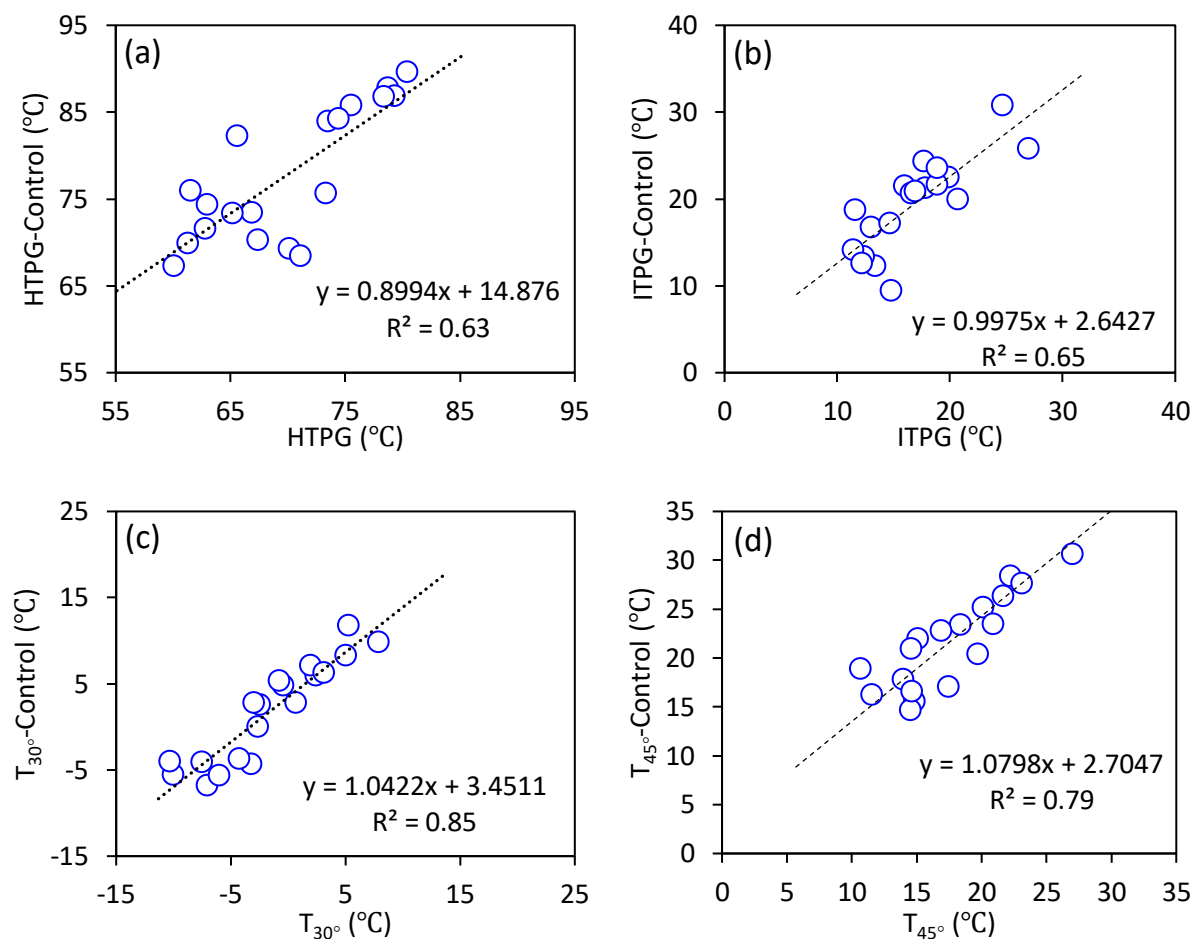 (a)
HTPG-Control (°C)
95
85
75
65
55
y = 0.8994x + 14.876
R² = 0.63
55 65 75 85 95
HTPG (°C)
(b)
ITPG-Control (°C)
40
30
20
10
0
y = 0.9975x + 2.6427
R² = 0.65
0 10 20 30 40
ITPG (°C)
(c)
T30°-Control (°C)
25
15
5
-5
-15
y = 1.0422x + 3.4511
R² = 0.85
-15 -5 5 15 25
T30° (°C)
(d)
T45°-Control (°C)
35
30
25
20
15
10
5
0
y = 1.0798x + 2.7047
R² = 0.79
0 5 10 15 20 25 30 35
T45° (°C)